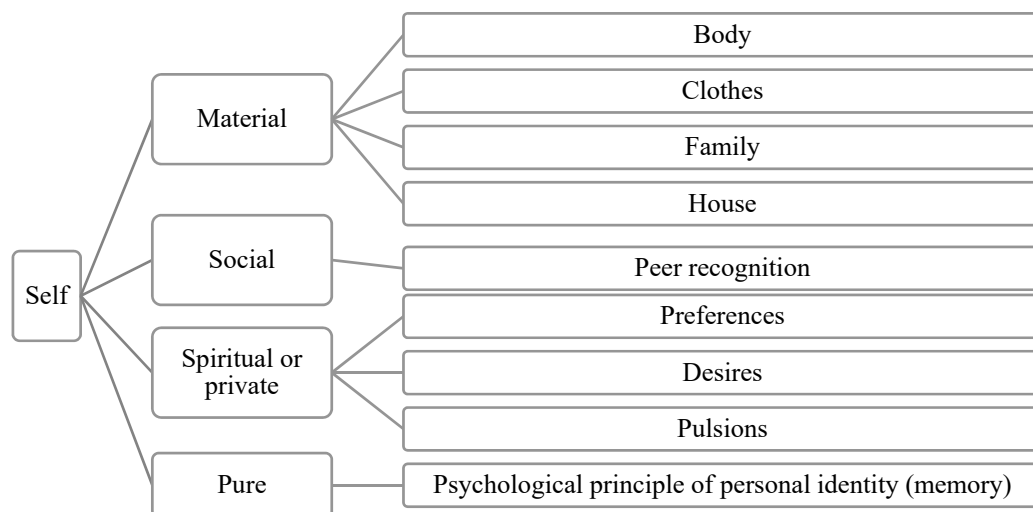 Self
Material
Body
Clothes
Family
House
Social
Peer recognition
Spiritual or
private
Preferences
Desires
Pulsions
Pure
Psychological principle of personal identity (memory)